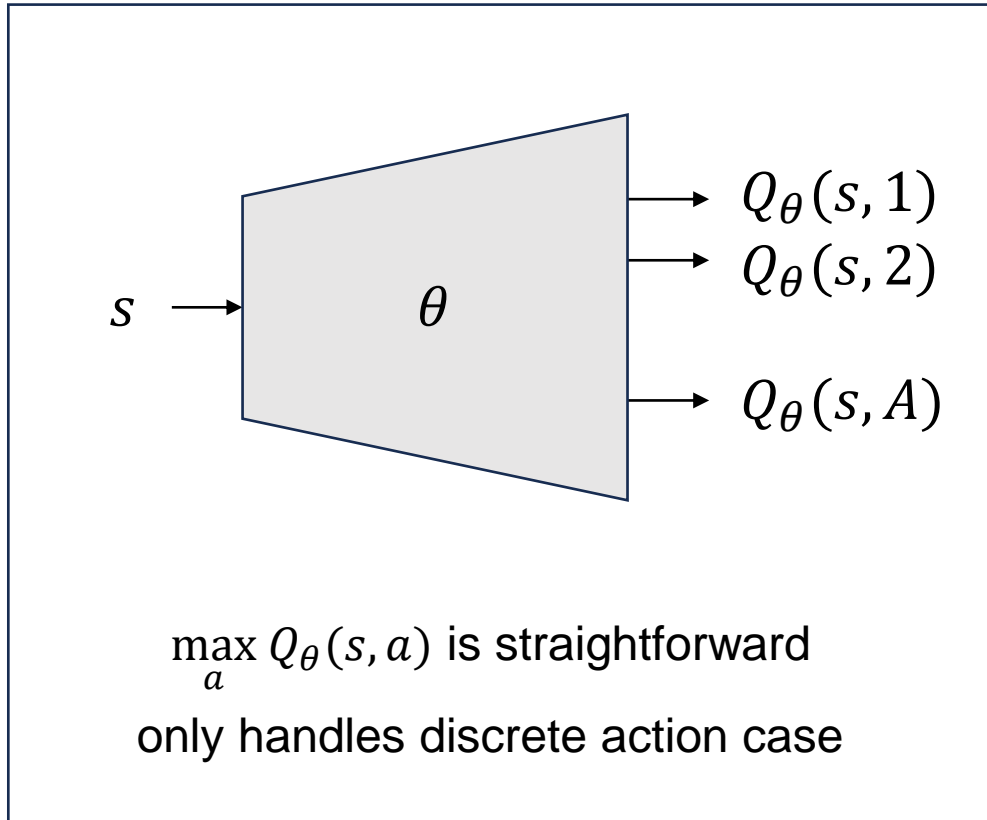 Q_θ(s, 1)
Q_θ(s, 2)
s
θ
Q_θ(s, A)
max_a Q_θ(s, a) is straightforward
only handles discrete action case